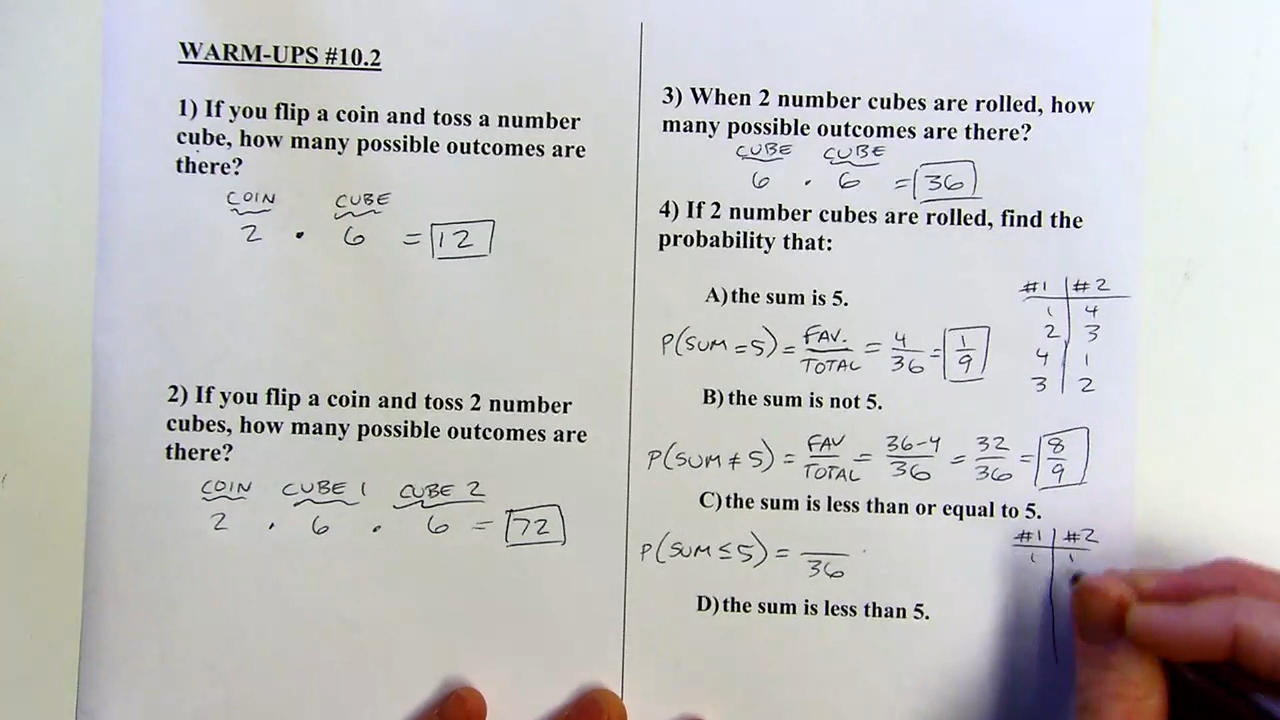 WARM-UPS #10.2
1) If you flip a coin and toss a number
cube, how many possible outcomes are
there?
COIN CUBE
2 · 6 = 12
2) If you flip a coin and toss 2 number
cubes, how many possible outcomes are
there?
COIN CUBE 1 CUBE 2
2 · 6 · 6 = 72
3) When 2 number cubes are rolled, how
many possible outcomes are there?
CUBE CUBE
6 · 6 = 36
4) If 2 number cubes are rolled, find the
probability that:
A) the sum is 5.
#1 #2
1 4
2 3
4 1
3 2
P(SUM = 5) = FAV. / TOTAL = 4/36 = 1/9
B) the sum is not 5.
P(SUM ≠ 5) = FAV / TOTAL = 36-4 / 36 = 32/36 = 8/9
C) the sum is less than or equal to 5.
#1 #2
1 1
P(SUM ≤ 5) = /36
D) the sum is less than 5.